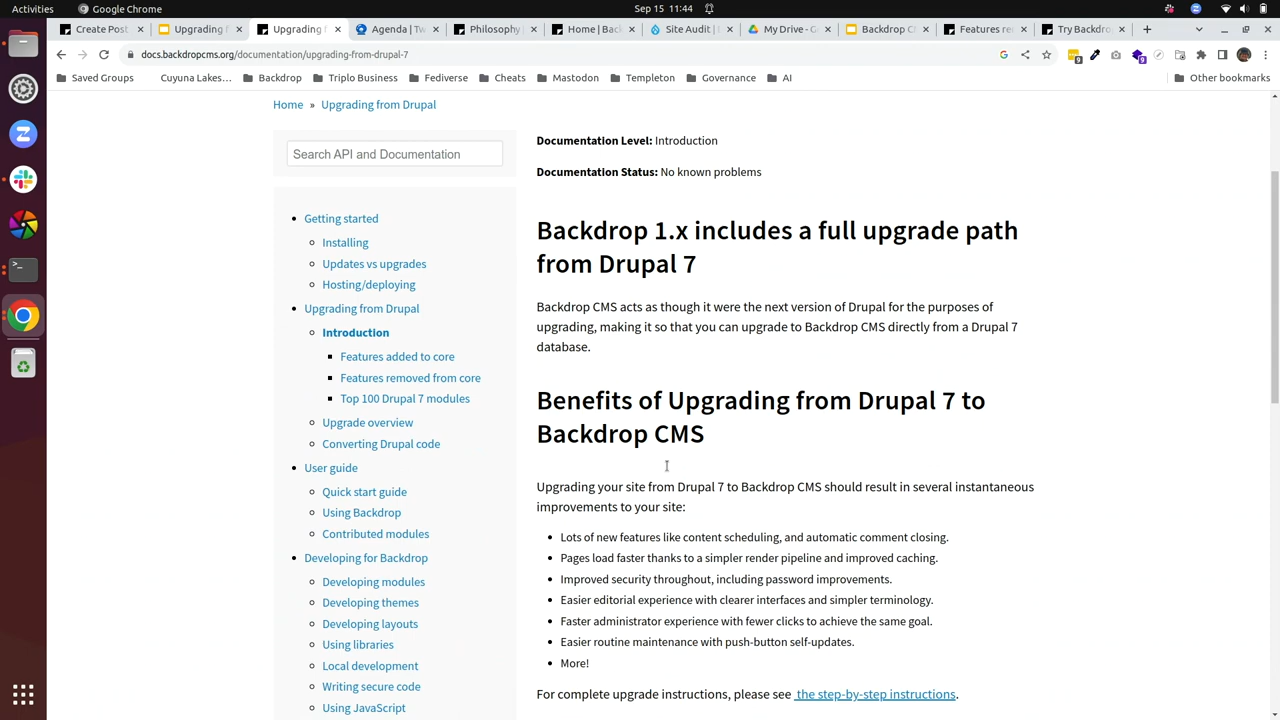 Activities
Google Chrome
Sep 15 11:44
Create Post
Upgrading f
Upgrading f
Agenda | Tw
Philosophy
Home | Back
Site Audit |
My Drive - G
Backdrop C
Features re
Try Backdro
docs.backdropcms.org/documentation/upgrading-from-drupal-7
Saved Groups
Cuyuna Lakes...
Backdrop
Triplo Business
Fediverse
Cheats
Mastodon
Templeton
Governance
AI
Other bookmarks
Home » Upgrading from Drupal
Search API and Documentation
Getting started
Installing
Updates vs upgrades
Hosting/deploying
Upgrading from Drupal
Introduction
Features added to core
Features removed from core
Top 100 Drupal 7 modules
Upgrade overview
Converting Drupal code
User guide
Quick start guide
Using Backdrop
Contributed modules
Developing for Backdrop
Developing modules
Developing themes
Developing layouts
Using libraries
Local development
Writing secure code
Using JavaScript
Documentation Level: Introduction
Documentation Status: No known problems
Backdrop 1.x includes a full upgrade path
from Drupal 7
Backdrop CMS acts as though it were the next version of Drupal for the purposes of
upgrading, making it so that you can upgrade to Backdrop CMS directly from a Drupal 7
database.
Benefits of Upgrading from Drupal 7 to
Backdrop CMS
Upgrading your site from Drupal 7 to Backdrop CMS should result in several instantaneous
improvements to your site:
Lots of new features like content scheduling, and automatic comment closing.
Pages load faster thanks to a simpler render pipeline and improved caching.
Improved security throughout, including password improvements.
Easier editorial experience with clearer interfaces and simpler terminology.
Faster administrator experience with fewer clicks to achieve the same goal.
Easier routine maintenance with push-button self-updates.
More!
For complete upgrade instructions, please see the step-by-step instructions.